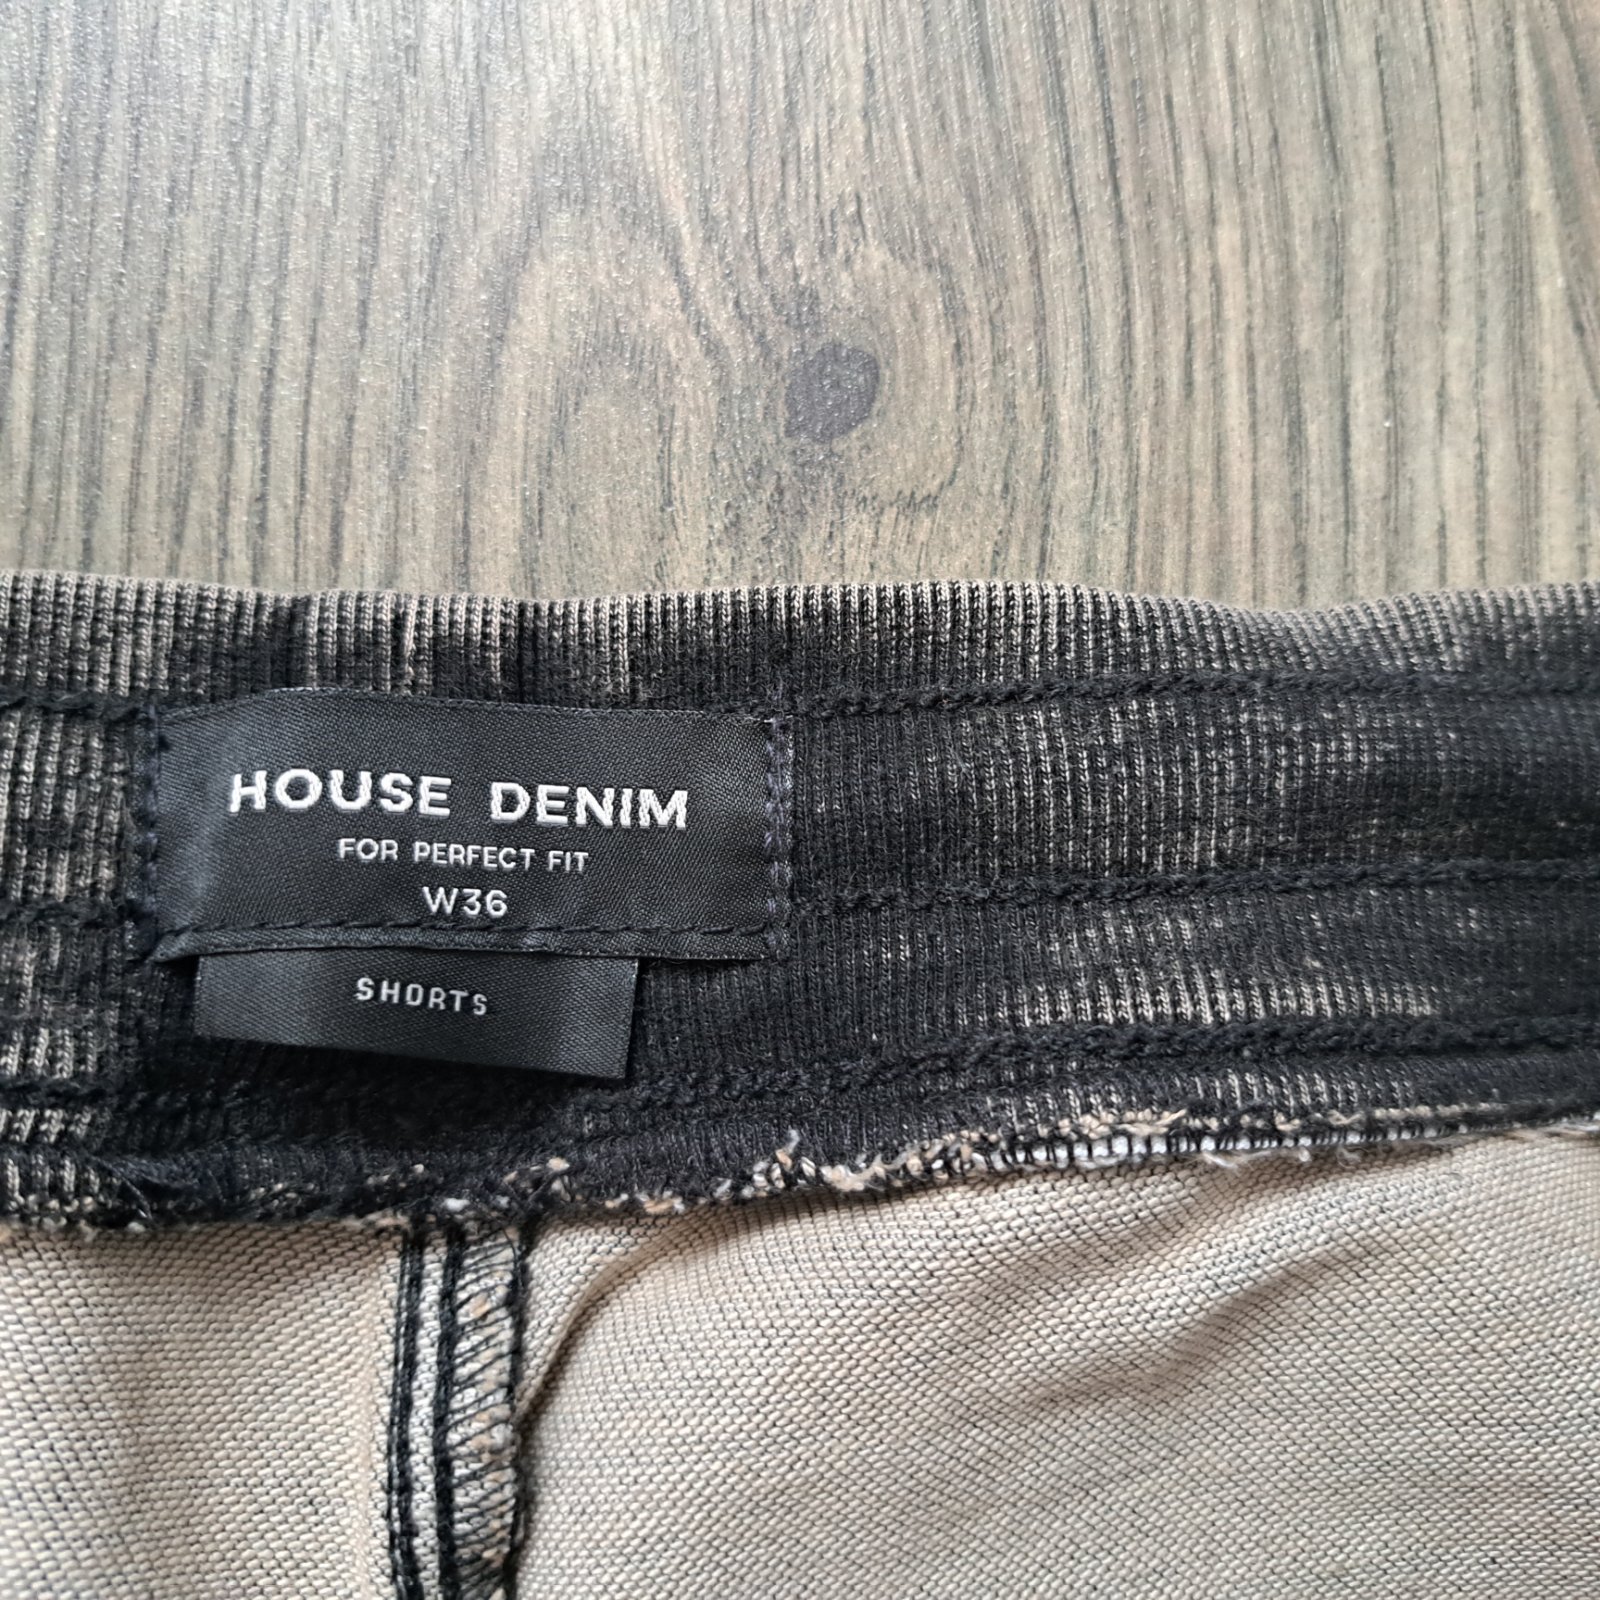 HOUSE DENIM
FOR PERFECT FIT
W36
SHORTS